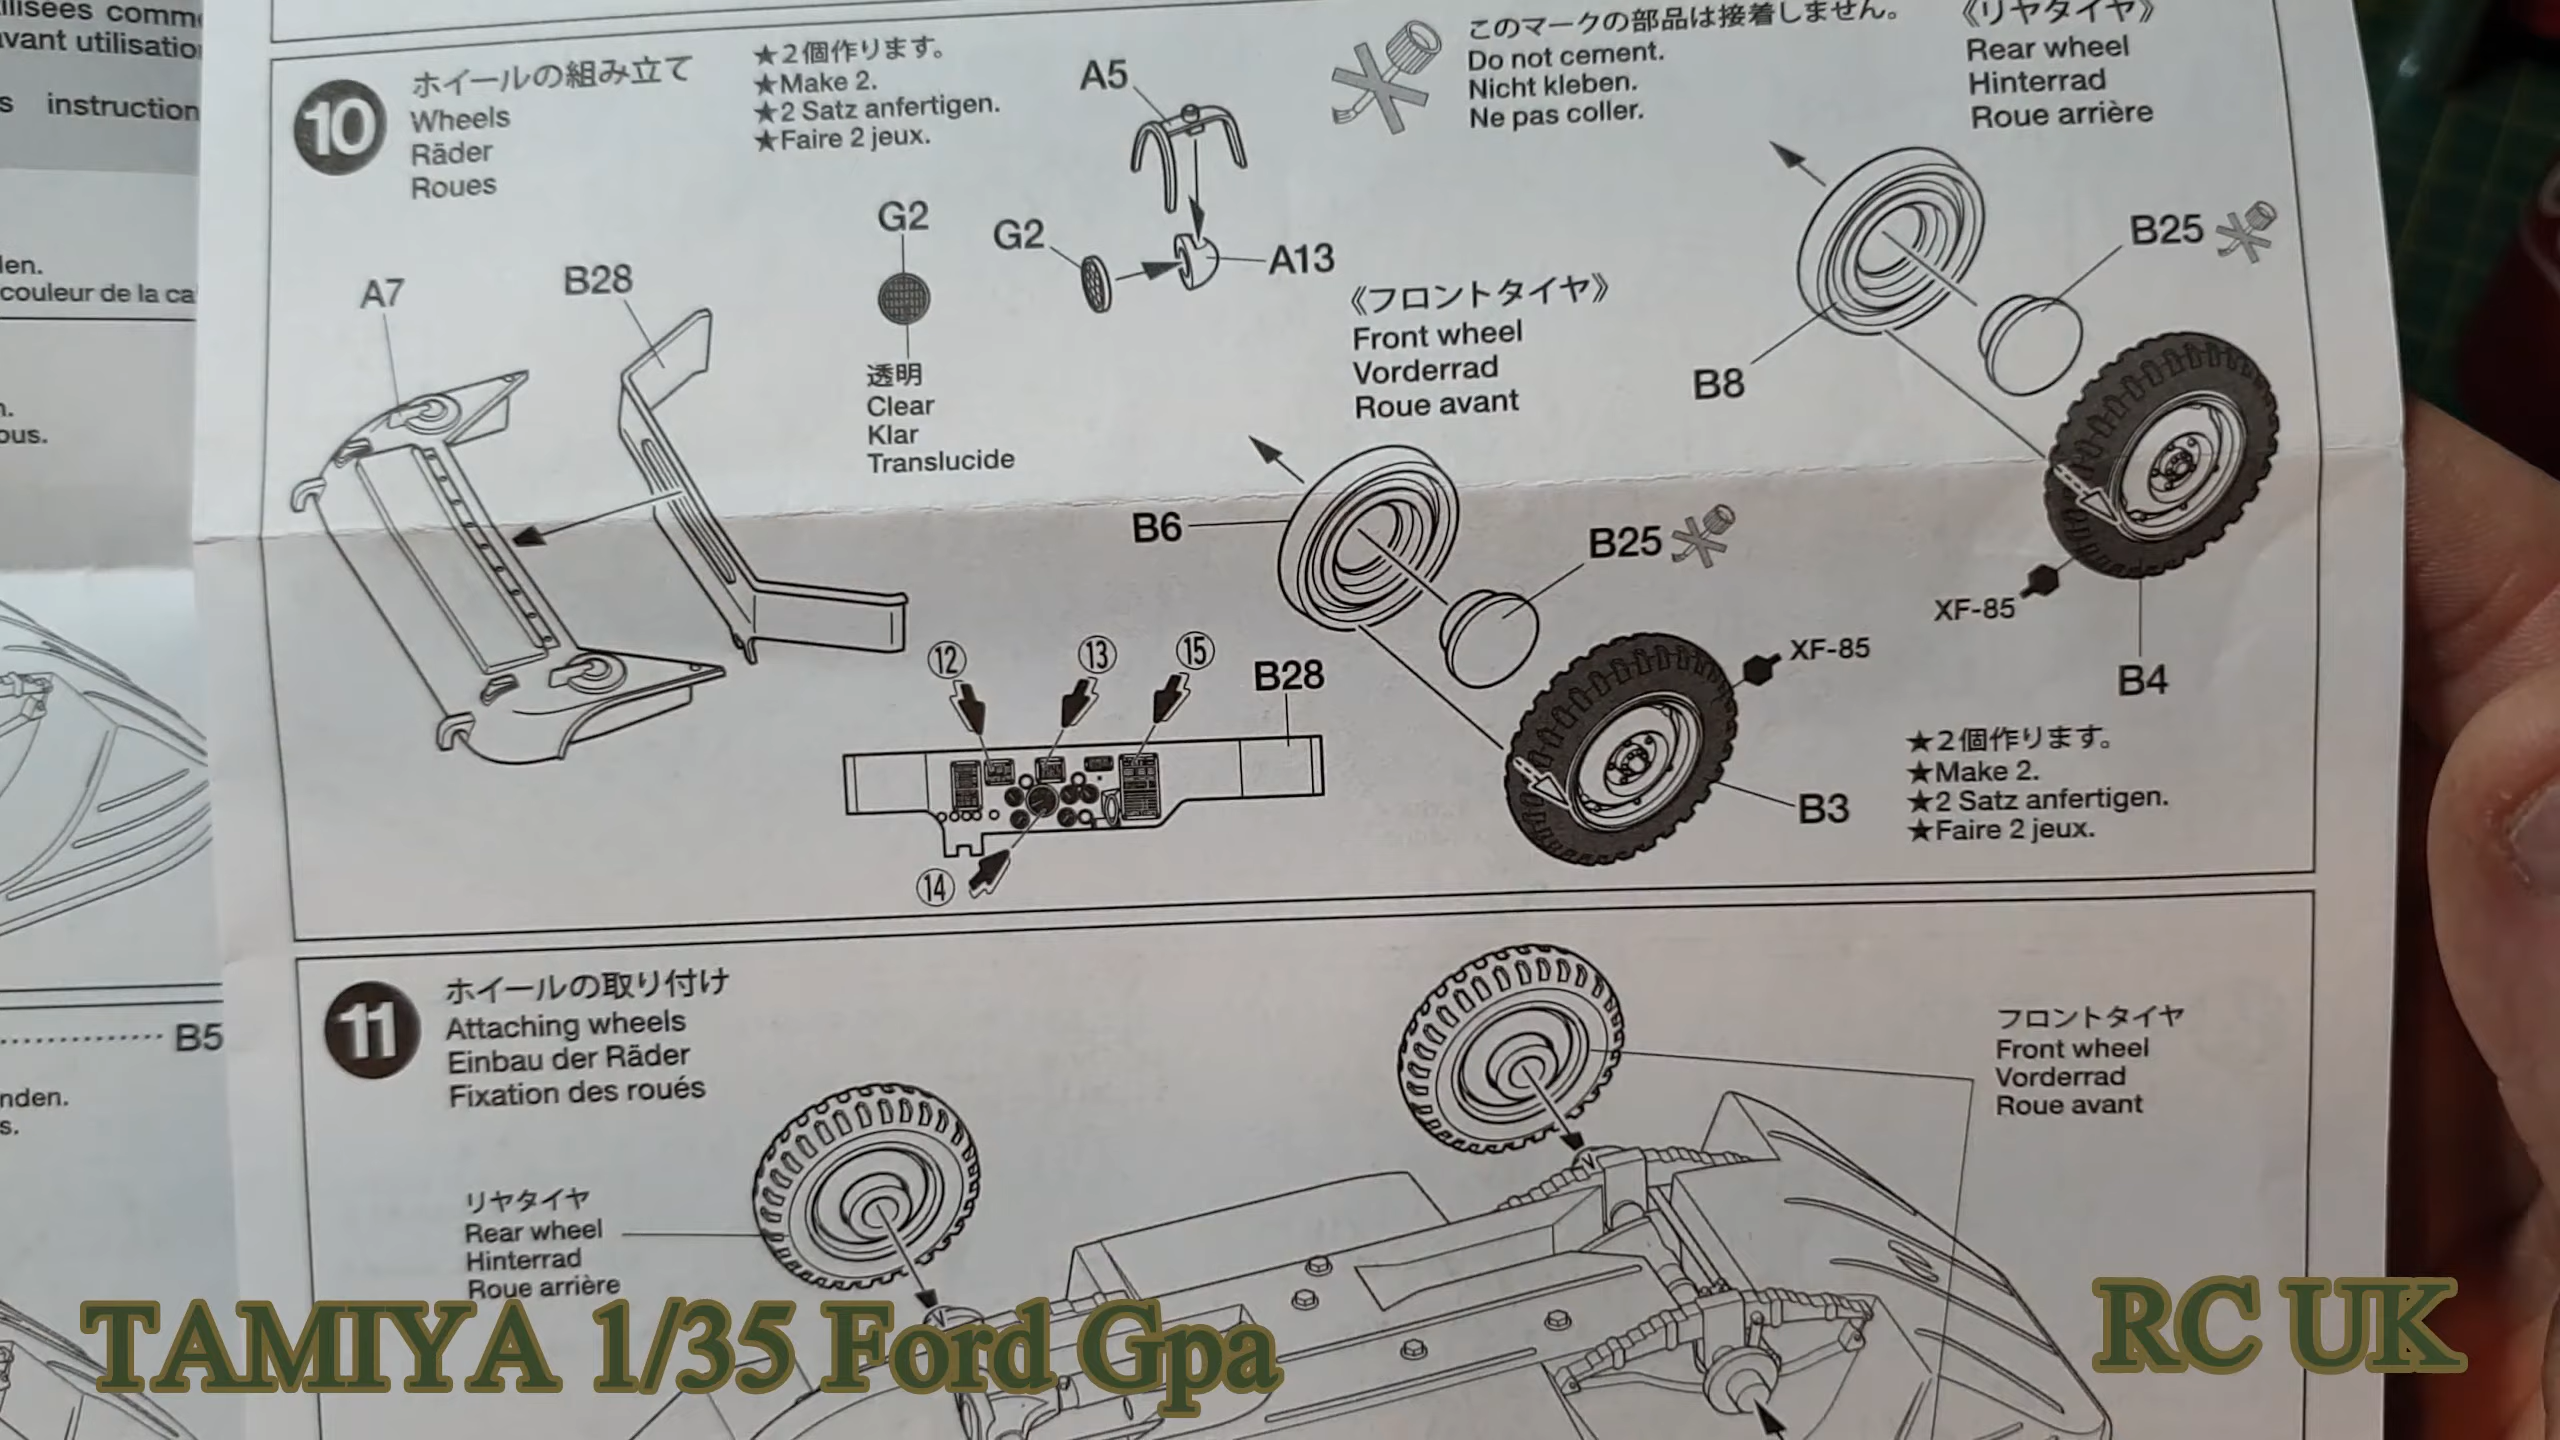 comme
avant utilisation
instruction
couleur de la ca
B5
10
ホイールの組み立て
Wheels
Räder
Roues
★2個作ります。
★Make 2.
★2 Satz anfertigen.
★Faire 2 jeux.
A5
G2
G2
A13
透明
Clear
Klar
Translucide
A7
B28
このマークの部品は接着しません。
Do not cement.
Nicht kleben.
Ne pas coller.
《リヤタイヤ》
Rear wheel
Hinterrad
Roue arrière
B25
B8
XF-85
B4
《フロントタイヤ》
Front wheel
Vorderrad
Roue avant
B6
B25
XF-85
B3
★2個作ります。
★Make 2.
★2 Satz anfertigen.
★Faire 2 jeux.
⑫
⑬
⑮
B28
⑭
11
ホイールの取り付け
Attaching wheels
Einbau der Räder
Fixation des roués
リヤタイヤ
Rear wheel
Hinterrad
Roue arrière
フロントタイヤ
Front wheel
Vorderrad
Roue avant
TAMIYA 1/35 Ford Gpa
RC UK